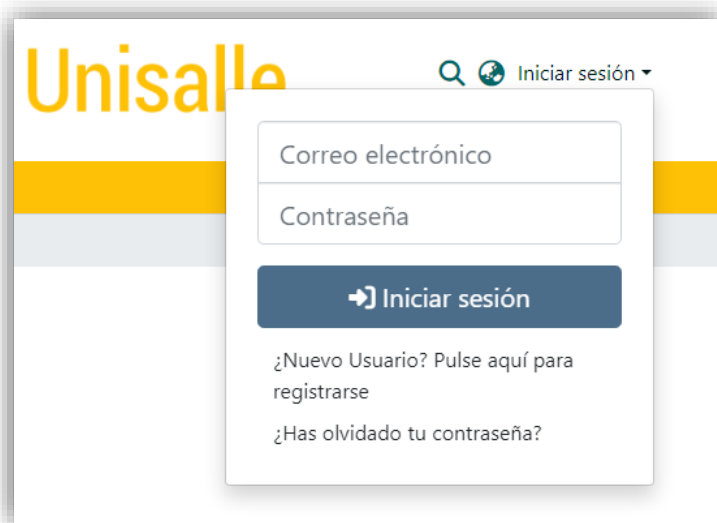 Unisalle
Iniciar sesión
Correo electrónico
Contraseña
Iniciar sesión
¿Nuevo Usuario? Pulse aquí para
registrarse
¿Has olvidado tu contraseña?